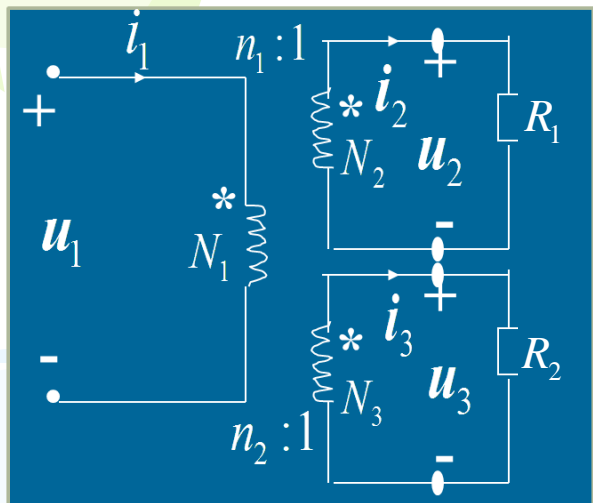 i₁
n₁ : 1
+
+
*
i₂
R₁
N₂
u₂
*
u₁
N₁
-
+
i₃
*
R₂
-
N₃
u₃
n₂ : 1
-